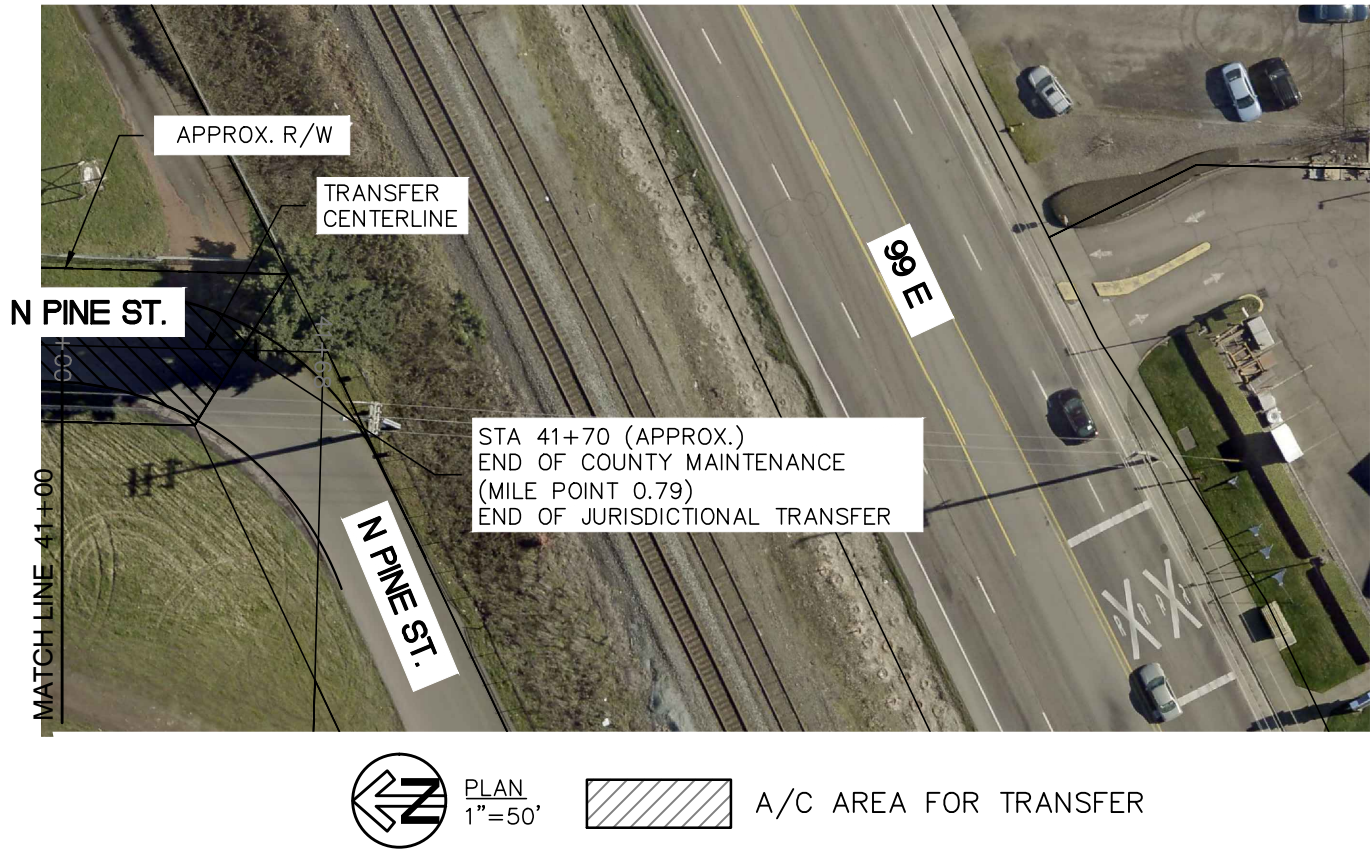 APPROX. R/W
TRANSFER
CENTERLINE
N PINE ST.
99 E
STA 41+70 (APPROX.)
END OF COUNTY MAINTENANCE
(MILE POINT 0.79)
END OF JURISDICTIONAL TRANSFER
N PINE ST.
MATCH LINE 41+00
N
PLAN
1"=50'
A/C AREA FOR TRANSFER